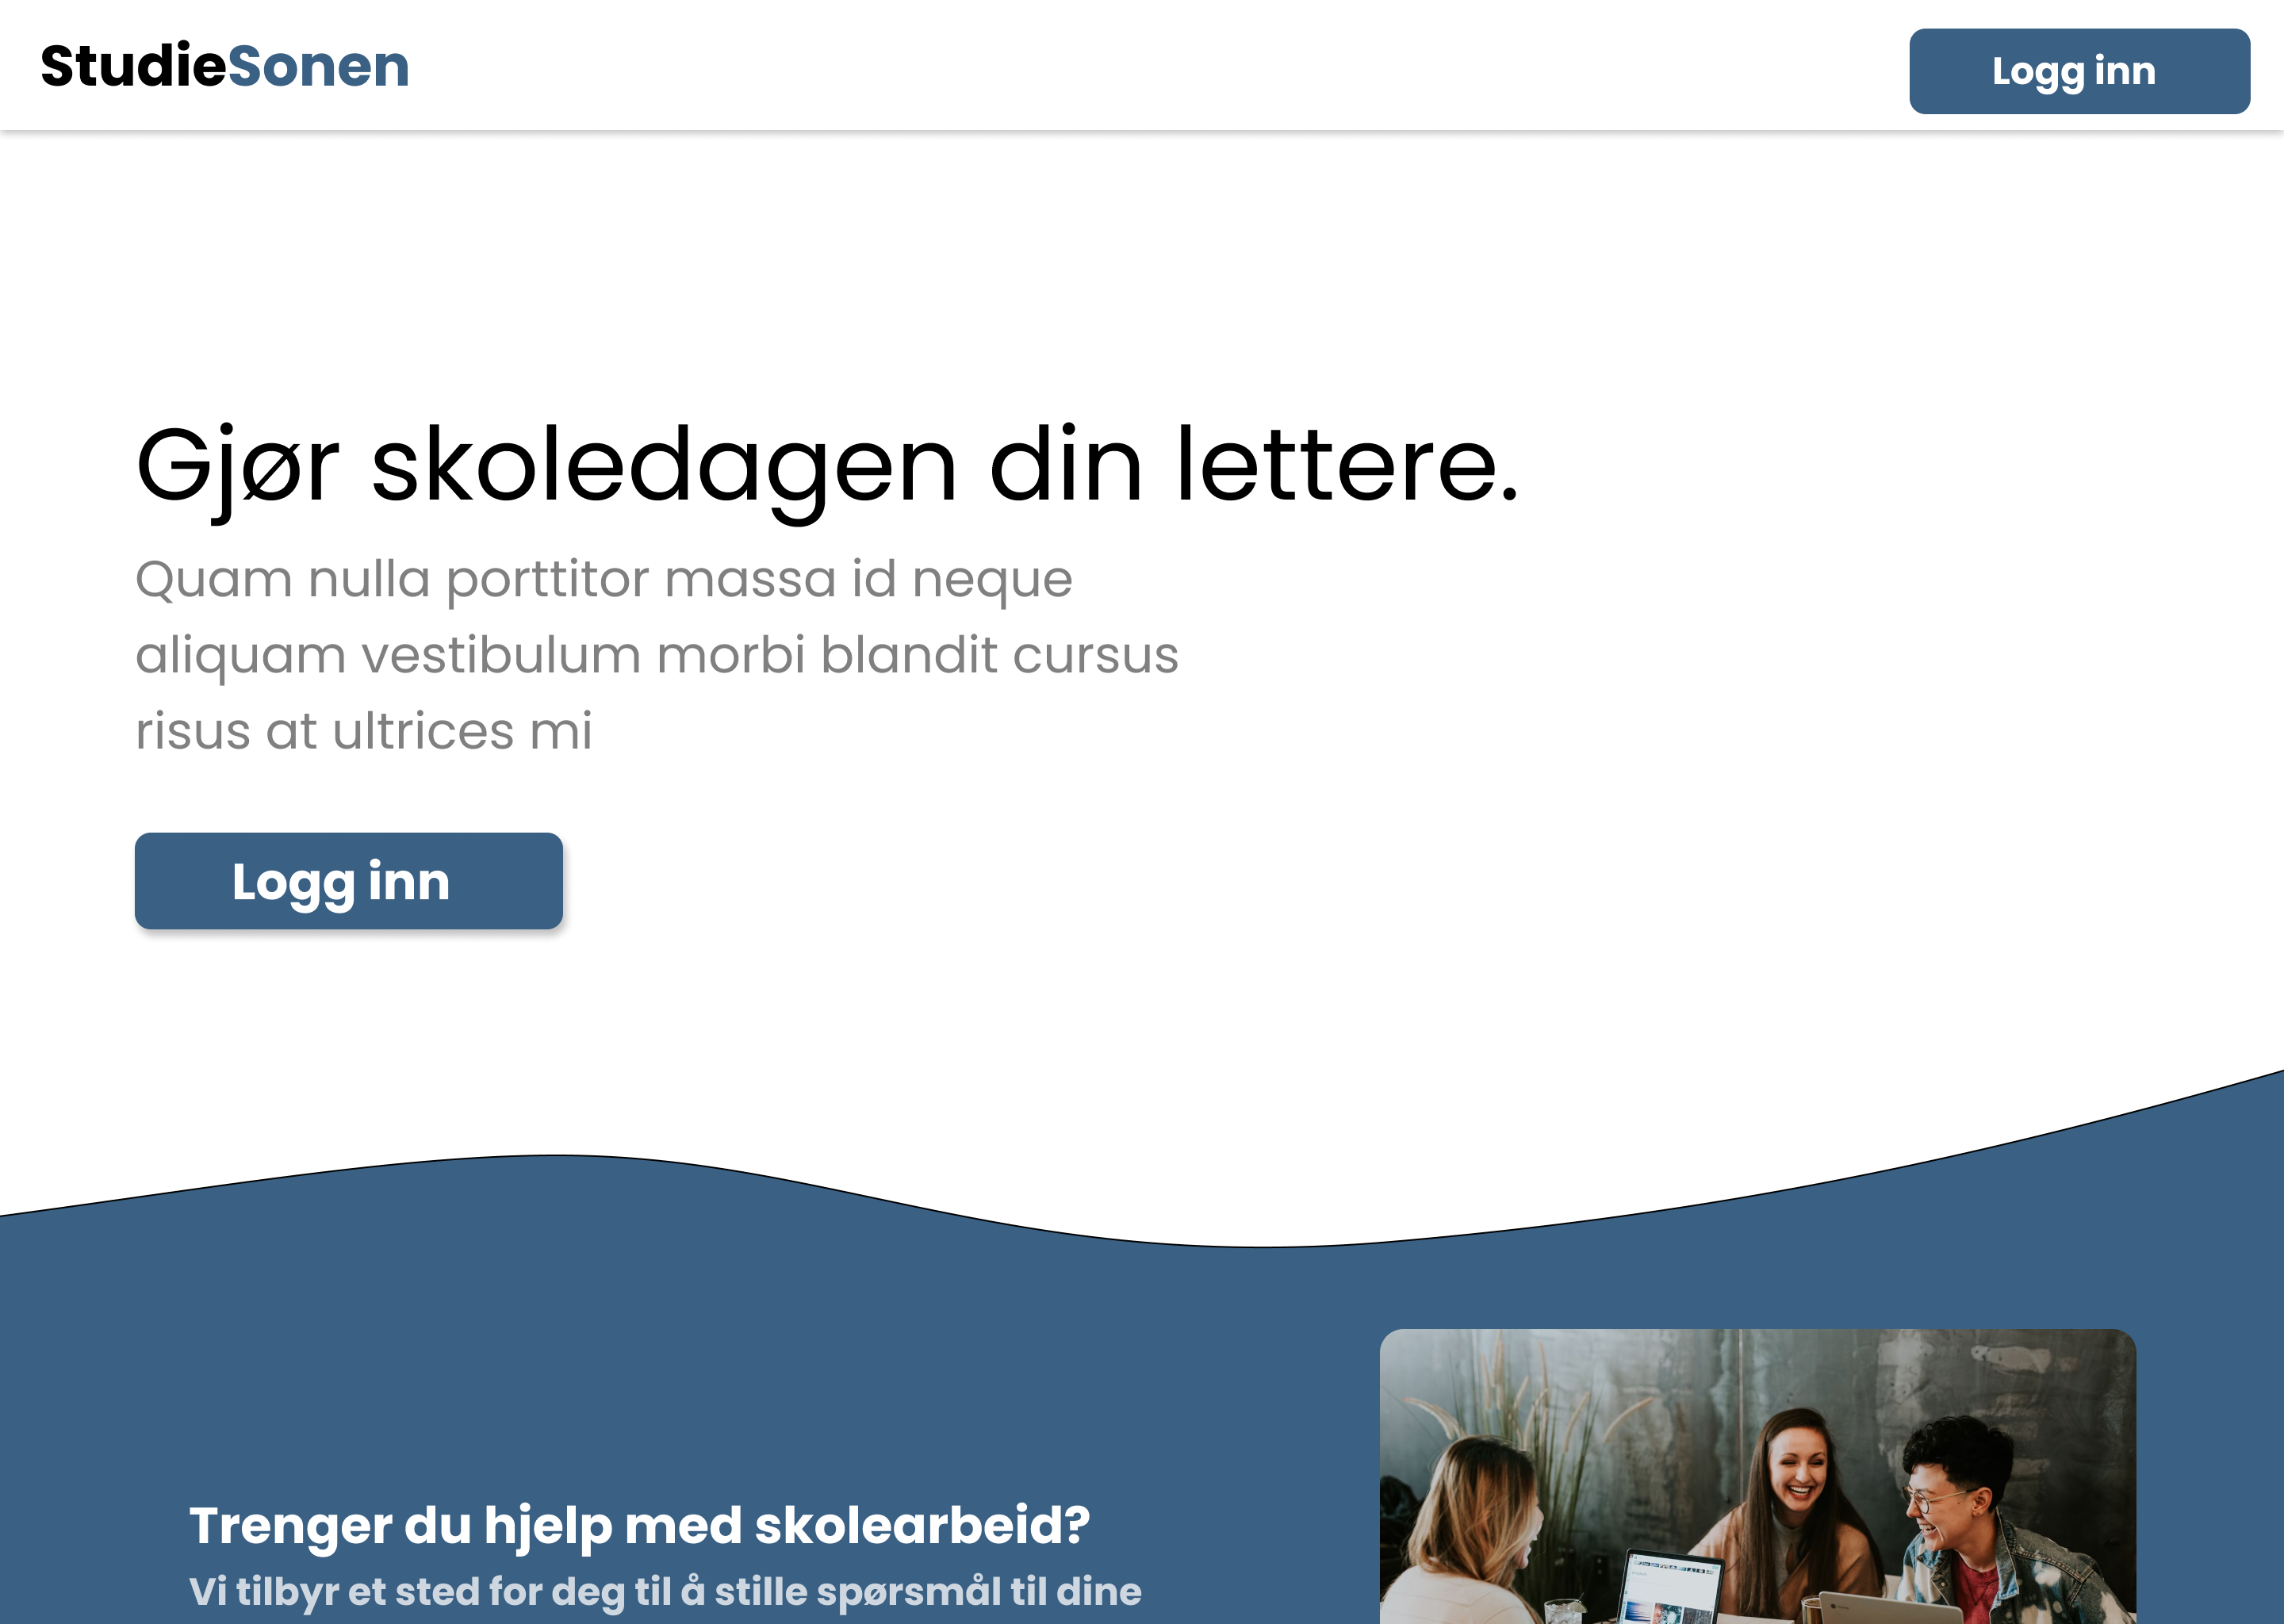 StudieSonen
Logg inn
Gjør skoledagen din lettere.
Quam nulla porttitor massa id neque
aliquam vestibulum morbi blandit cursus
risus at ultrices mi
Logg inn
Trenger du hjelp med skolearbeid?
Vi tilbyr et sted for deg til å stille spørsmål til dine